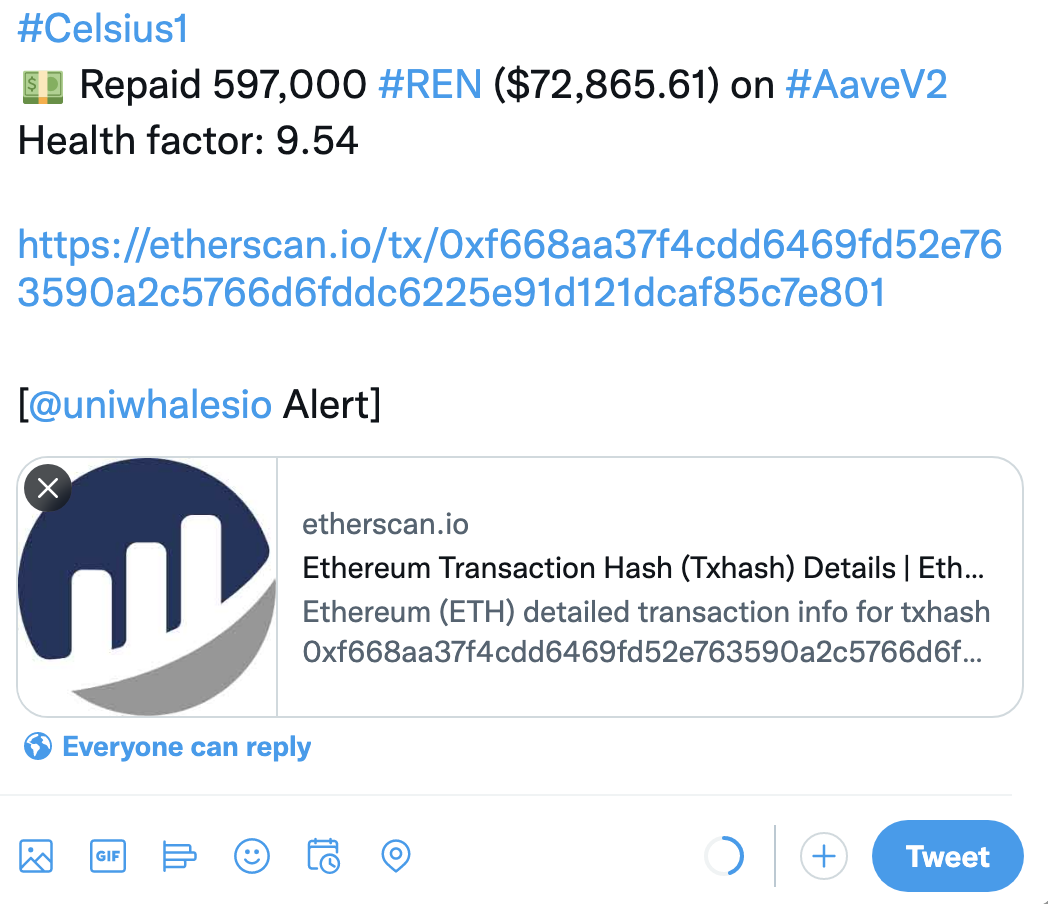 #Celsius1
💵 Repaid 597,000 #REN ($72,865.61) on #AaveV2
Health factor: 9.54
https://etherscan.io/tx/0xf668aa37f4cdd6469fd52e76
3590a2c5766d6fddc6225e91d121dcaf85c7e801
[@uniwhalesio Alert]
etherscan.io
Ethereum Transaction Hash (Txhash) Details | Eth...
Ethereum (ETH) detailed transaction info for txhash
0xf668aa37f4cdd6469fd52e763590a2c5766d6f...
Everyone can reply
GIF
Tweet